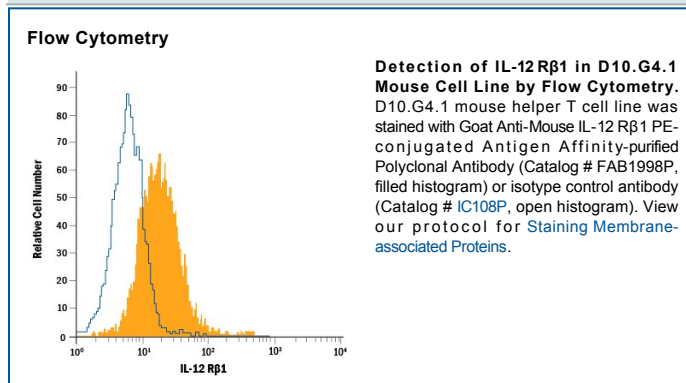 Flow Cytometry
Detection of IL-12 Rβ1 in D10.G4.1
Mouse Cell Line by Flow Cytometry.
D10.G4.1 mouse helper T cell line was
stained with Goat Anti-Mouse IL-12 Rβ1 PE-
conjugated Antigen Affinity-purified
Polyclonal Antibody (Catalog # FAB1998P,
filled histogram) or isotype control antibody
(Catalog # IC108P, open histogram). View
our protocol for Staining Membrane-
associated Proteins.
Relative Cell Number
90
80
70
60
50
40
30
20
10
0
10⁰ 10¹ 10² 10³ 10⁴
IL-12 Rβ1